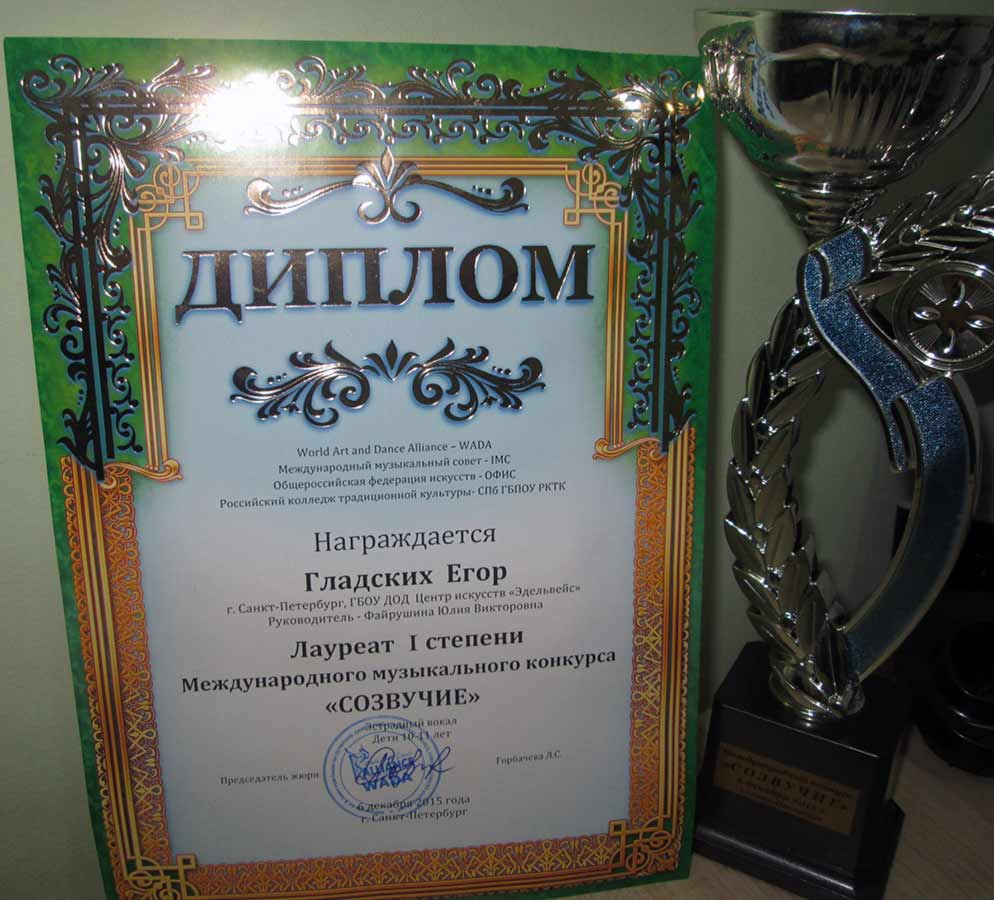 ДИПЛОМ
World Art and Dance Alliance – WADA
Международный музыкальный совет - IMC
Общероссийская федерация искусств - ОФИС
Российский колледж традиционной культуры- СПб ГБПОУ РКТК
Награждается
Гладских Егор
г. Санкт-Петербург, ГБОУ ДОД Центр искусств «Эдельвейс»
Руководитель - Файрушина Юлия Викторовна
Лауреат I степени
Международного музыкального конкурса
«СОЗВУЧИЕ»
Эстрадный вокал
Дети 10-11 лет
Председатель жюри
Горбачева Л.С.
ALLIANCE
WADA
6 декабря 2015 года
г. Санкт-Петербург
«СОЗВУЧИЕ»